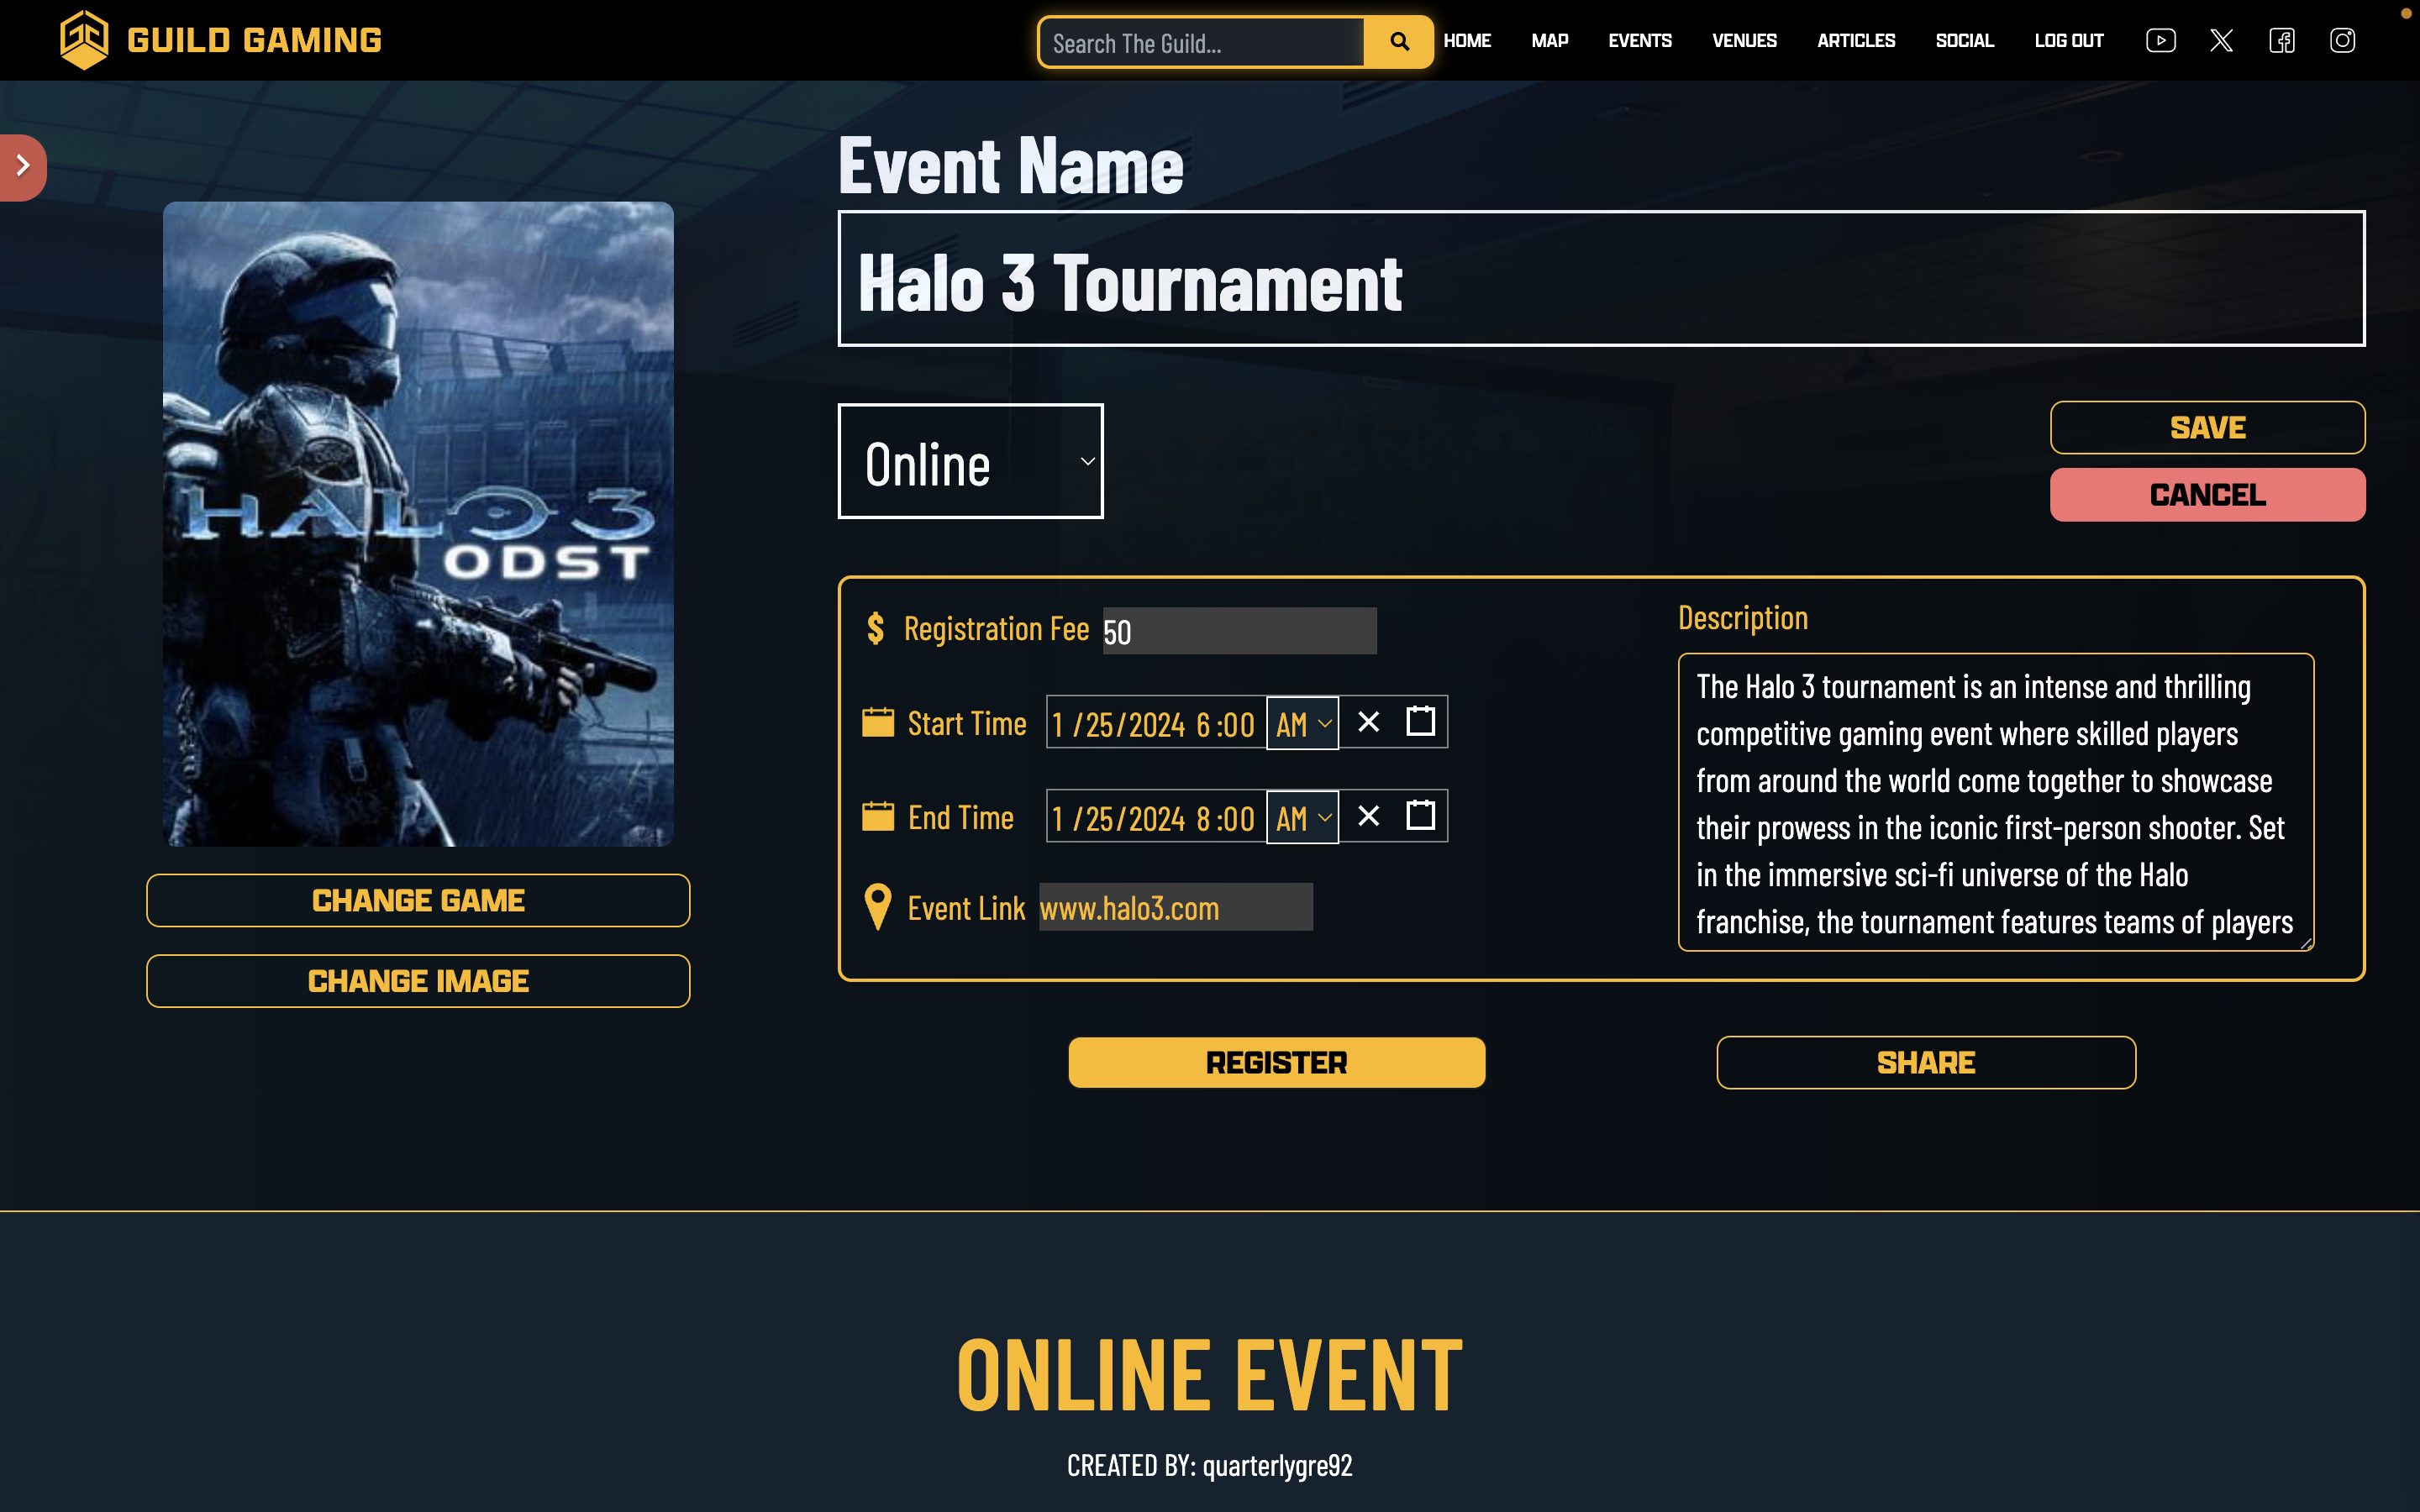 GUILD GAMING
Search The Guild...
HOME MAP EVENTS VENUES ARTICLES SOCIAL LOG OUT
Event Name
Halo 3 Tournament
Online
SAVE
CANCEL
HALO 3
ODST
CHANGE GAME
CHANGE IMAGE
$ Registration Fee 50
Start Time 1 /25/2024 6 :00 AM
End Time 1 /25/2024 8 :00 AM
Event Link www.halo3.com
Description
The Halo 3 tournament is an intense and thrilling
competitive gaming event where skilled players
from around the world come together to showcase
their prowess in the iconic first-person shooter. Set
in the immersive sci-fi universe of the Halo
franchise, the tournament features teams of players
REGISTER
SHARE
ONLINE EVENT
CREATED BY: quarterlygre92